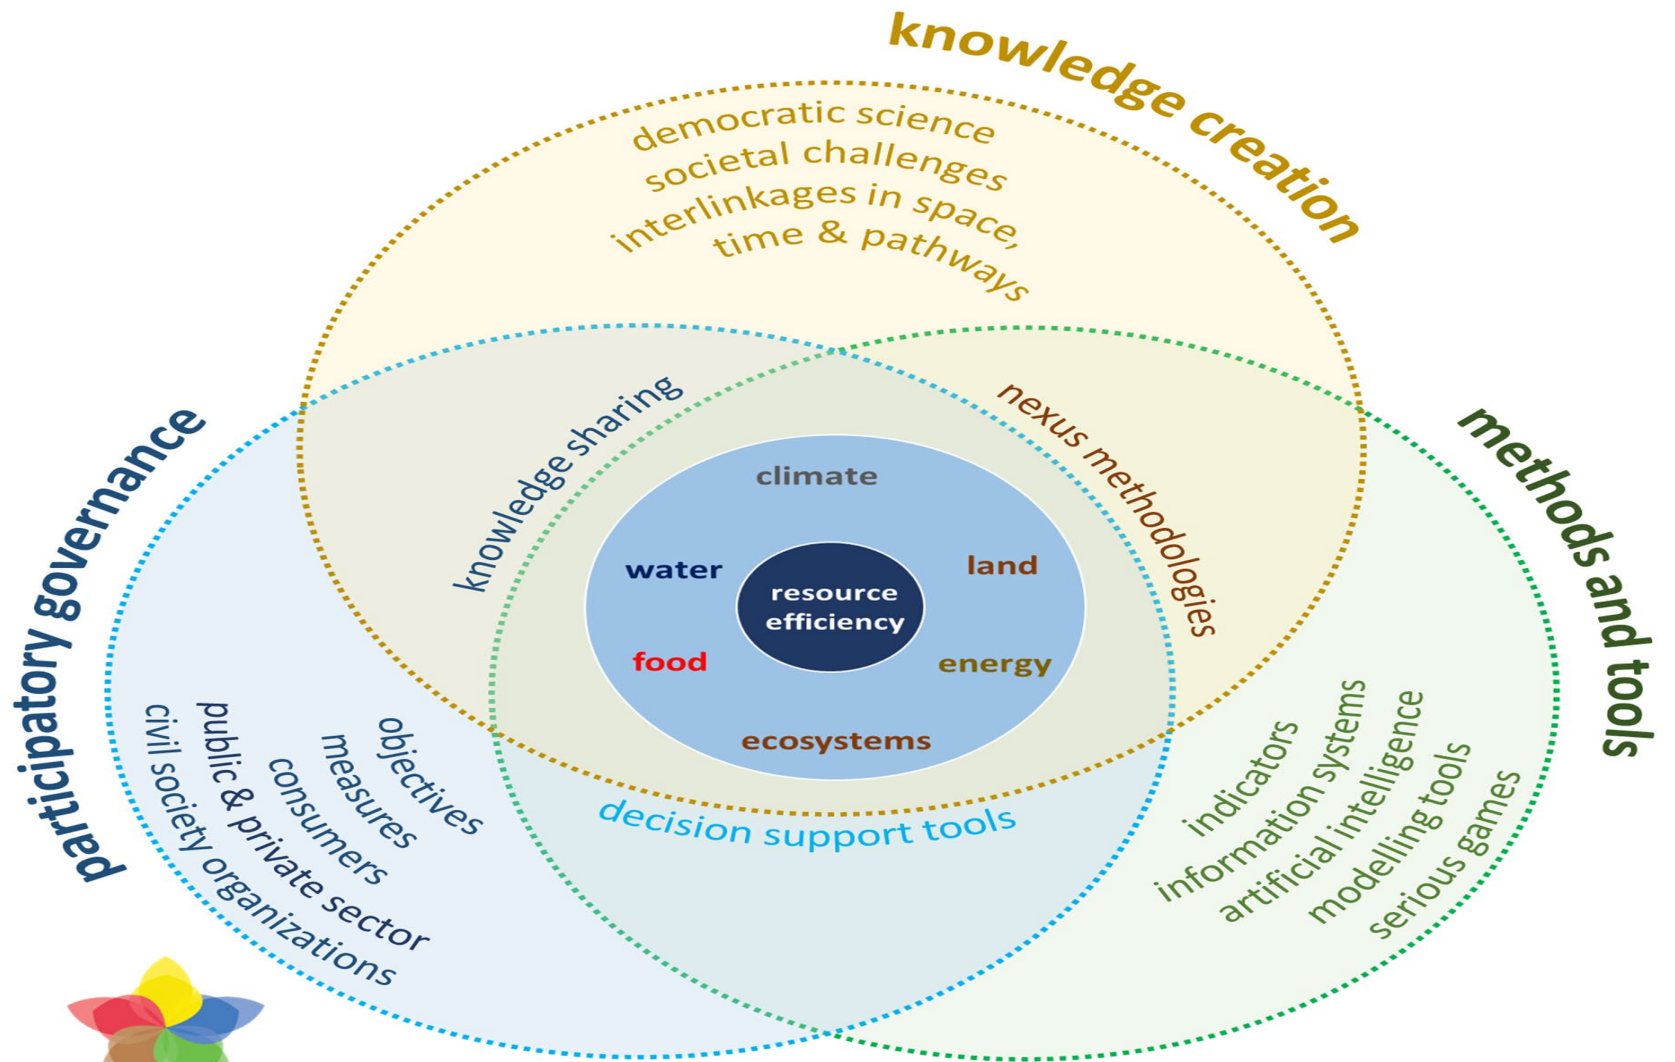 knowledge creation
democratic science
societal challenges
interlinkages in space,
time & pathways
participatory governance
methods and tools
knowledge sharing
nexus methodologies
climate
water
land
resource
efficiency
food
energy
ecosystems
decision support tools
objectives
measures
consumers
public & private sector
civil society organizations
indicators
information systems
artificial intelligence
modelling tools
serious games